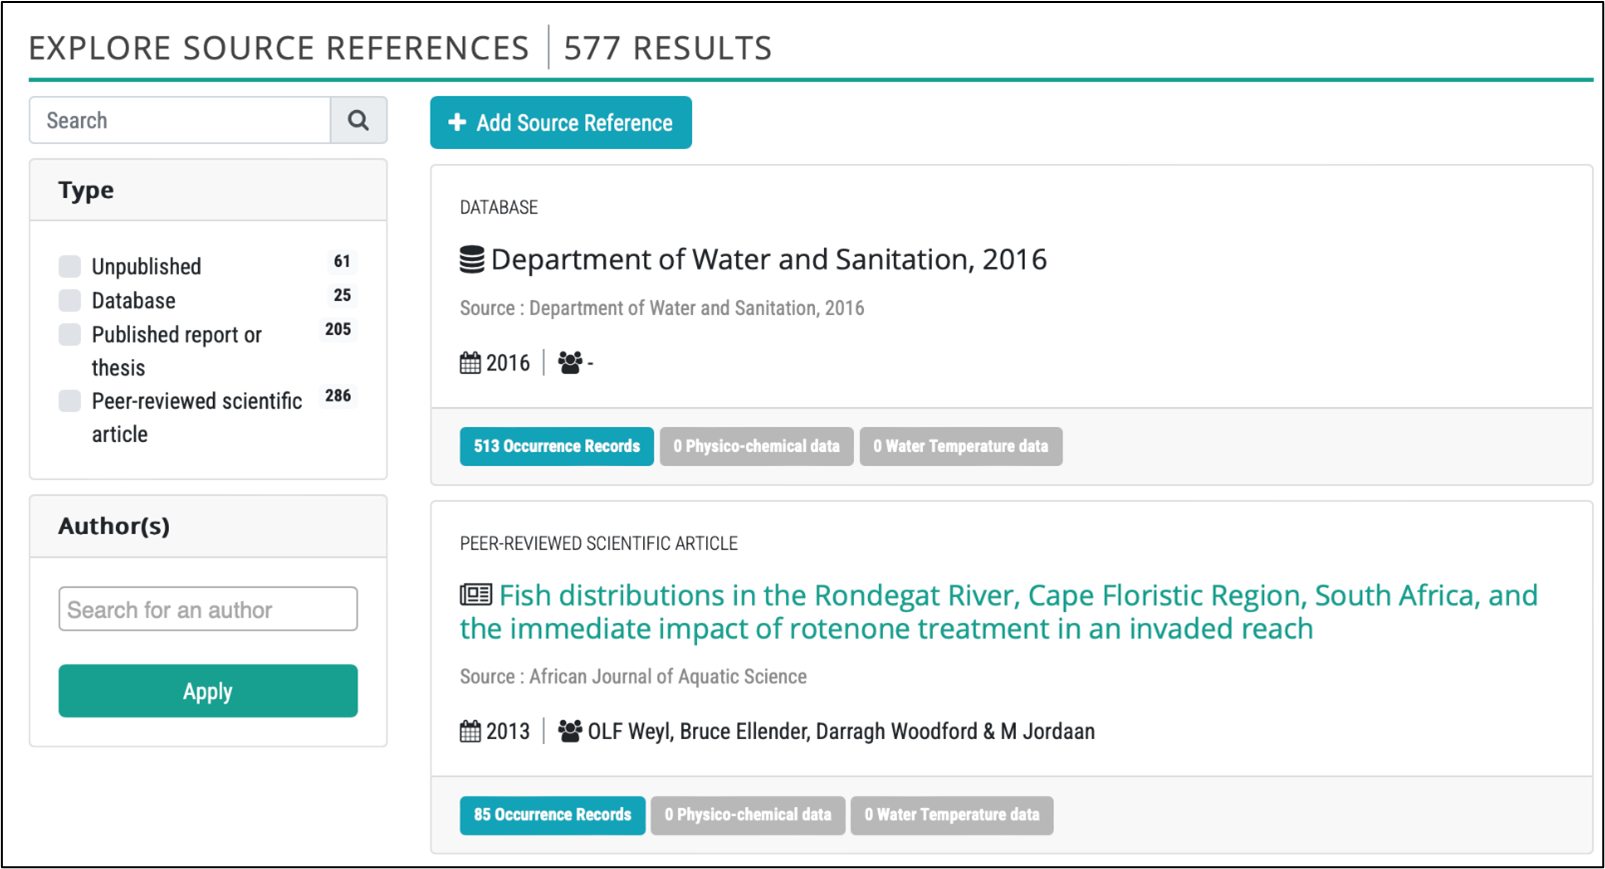 EXPLORE SOURCE REFERENCES | 577 RESULTS
Search
Type
Unpublished 61
Database 25
Published report or 205
thesis
Peer-reviewed scientific 286
article
Author(s)
Search for an author
Apply
+ Add Source Reference
DATABASE
Department of Water and Sanitation, 2016
Source : Department of Water and Sanitation, 2016
2016 | -
513 Occurrence Records 0 Physico-chemical data 0 Water Temperature data
PEER-REVIEWED SCIENTIFIC ARTICLE
Fish distributions in the Rondegat River, Cape Floristic Region, South Africa, and
the immediate impact of rotenone treatment in an invaded reach
Source : African Journal of Aquatic Science
2013 | OLF Weyl, Bruce Ellender, Darragh Woodford & M Jordaan
85 Occurrence Records 0 Physico-chemical data 0 Water Temperature data